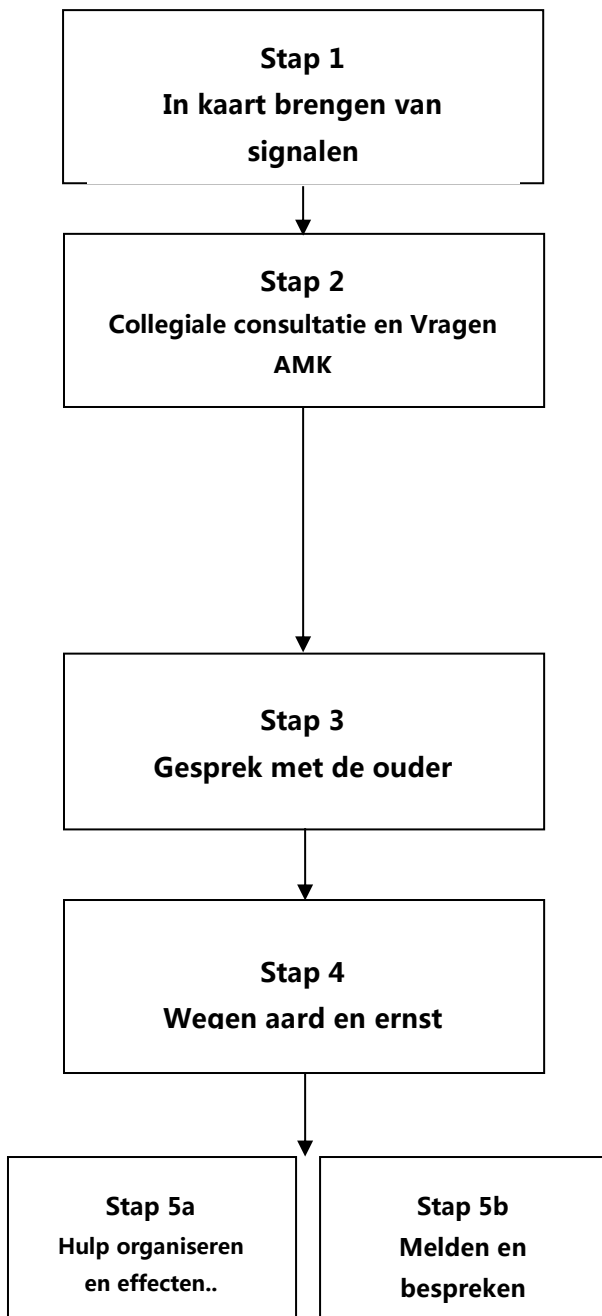 Stap 1
In kaart brengen van
signalen
Stap 2
Collegiale consultatie en Vragen
AMK
Stap 3
Gesprek met de ouder
Stap 4
Wegen aard en ernst
Stap 5a
Hulp organiseren
en effecten..
Stap 5b
Melden en
bespreken